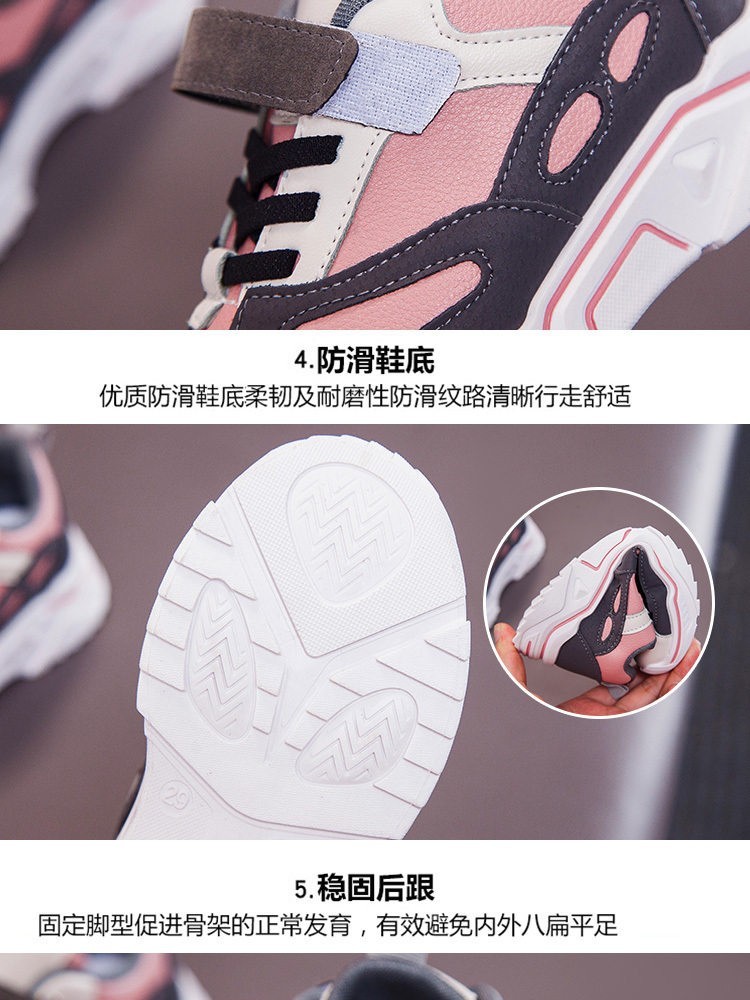 4.防滑鞋底
优质防滑鞋底柔韧及耐磨性防滑纹路清晰行走舒适
29
5.稳固后跟
固定脚型促进骨架的正常发育，有效避免内外八扁平足